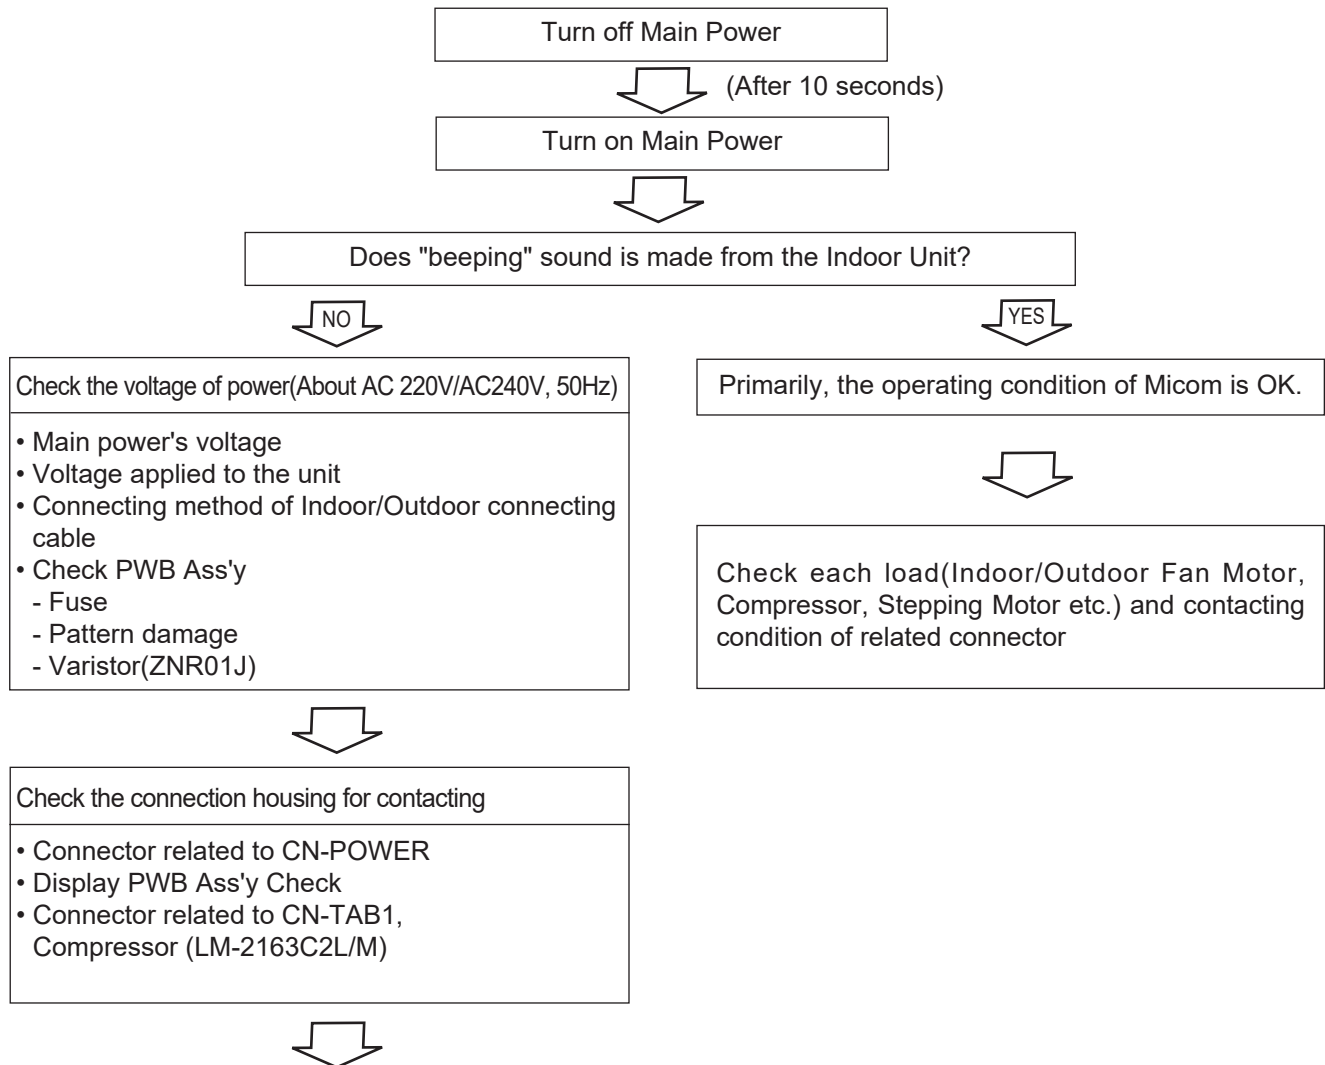 Turn off Main Power
(After 10 seconds)
Turn on Main Power
Does "beeping" sound is made from the Indoor Unit?
NO
YES
Check the voltage of power(About AC 220V/AC240V, 50Hz)
• Main power's voltage
• Voltage applied to the unit
• Connecting method of Indoor/Outdoor connecting
cable
• Check PWB Ass'y
- Fuse
- Pattern damage
- Varistor(ZNR01J)
Primarily, the operating condition of Micom is OK.
Check each load(Indoor/Outdoor Fan Motor,
Compressor, Stepping Motor etc.) and contacting
condition of related connector
Check the connection housing for contacting
• Connector related to CN-POWER
• Display PWB Ass'y Check
• Connector related to CN-TAB1,
Compressor (LM-2163C2L/M)